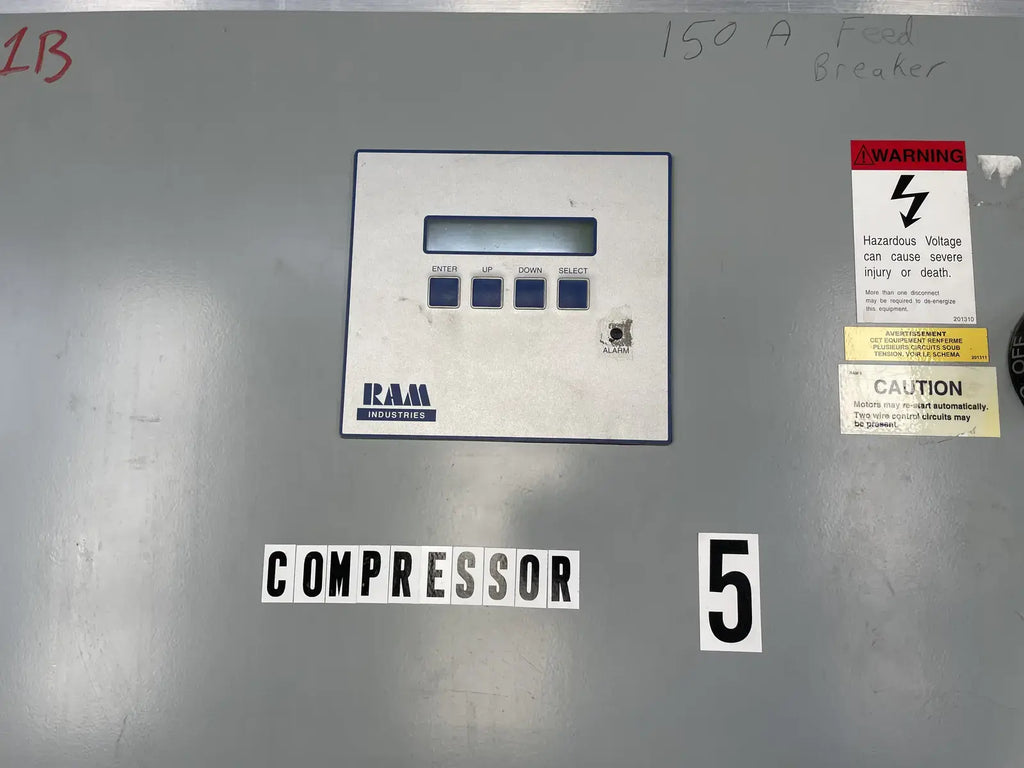 1B
150 A Feed
Breaker
ENTER UP DOWN SELECT
ALARM
RAM
INDUSTRIES
WARNING
Hazardous Voltage
can cause severe
injury or death.
More than one disconnect
may be required to de-energize
this equipment.
201310
AVERTISSEMENT
CET EQUIPEMENT RENFERME
PLUSIEURS CIRCUITS SOUB
TENSION. VOIR LE SCHEMA
201311
CAUTION
Motors may re-start automatically.
Two wire control circuits may
be present.
OFF
COMPRESSOR 5